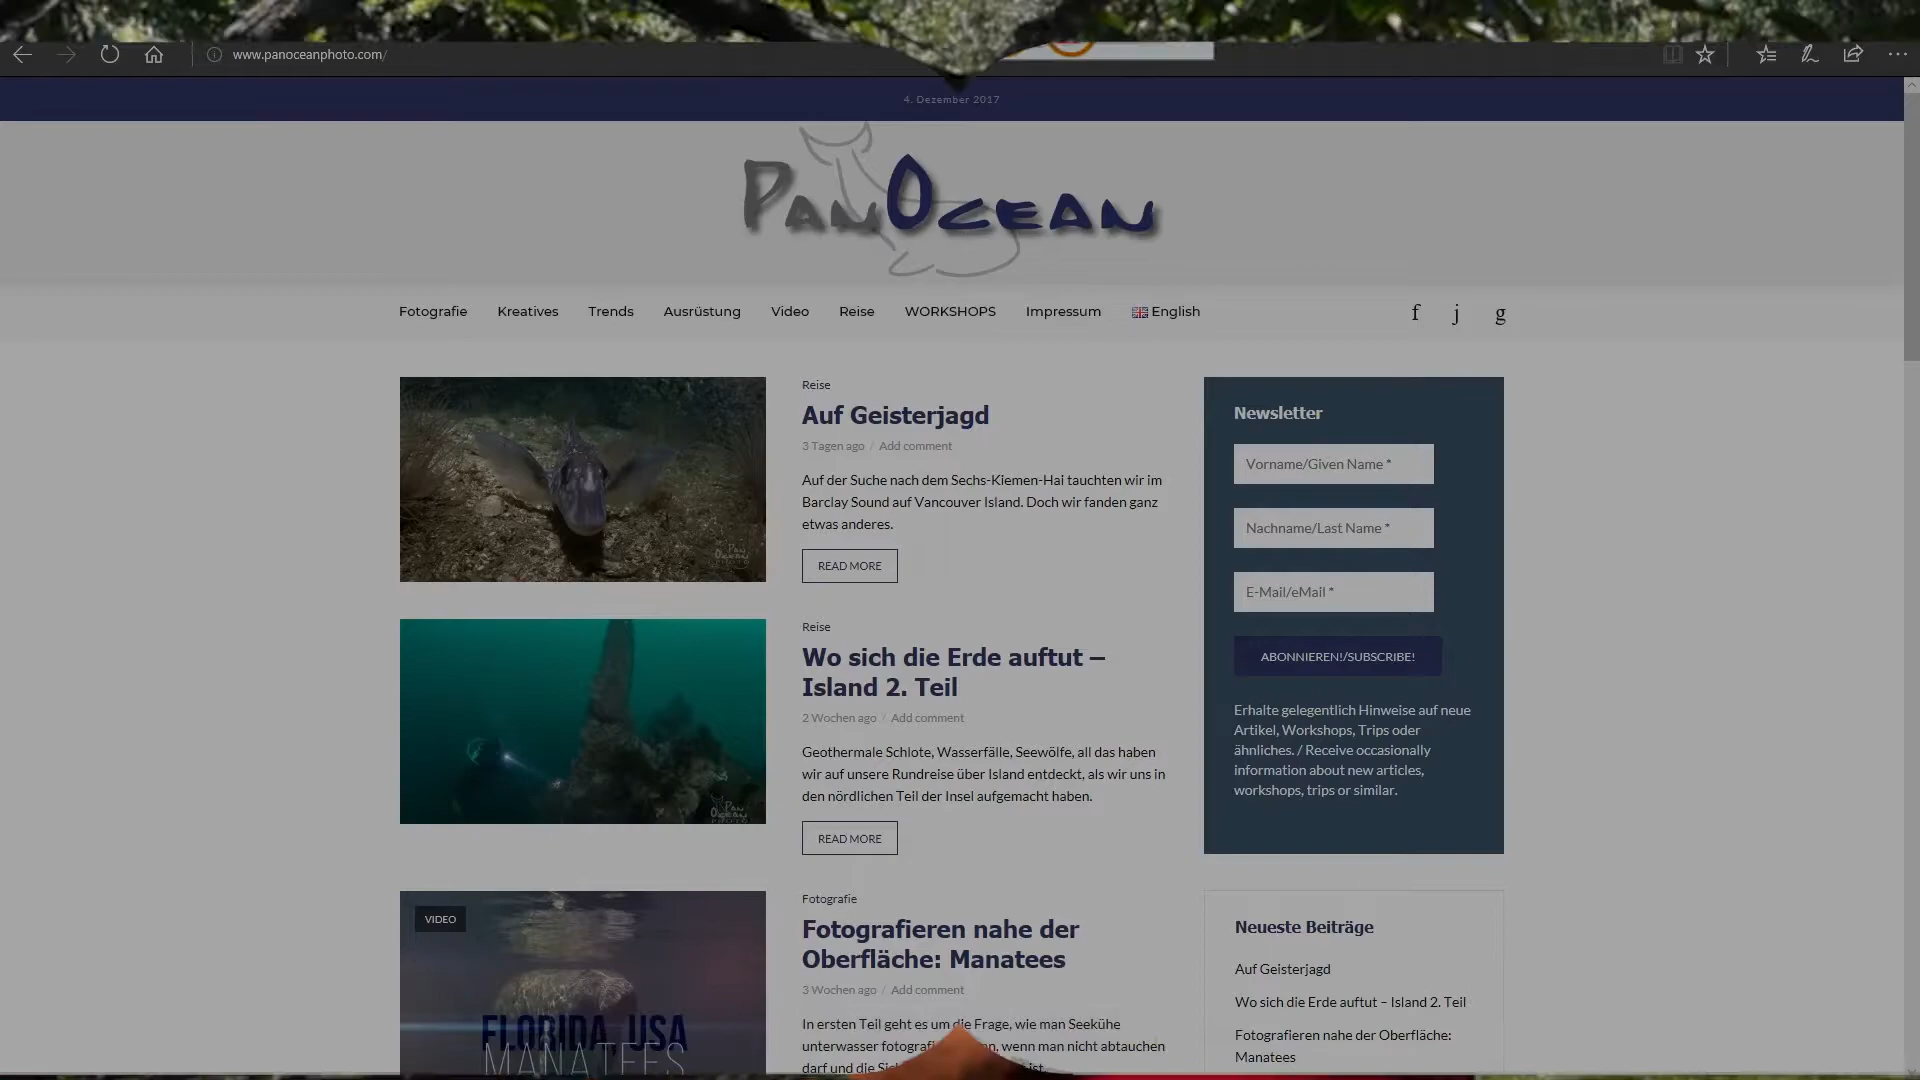 www.panoceanphoto.com/
4. Dezember 2017
PanOcean
Fotografie Kreatives Trends Ausrüstung Video Reise WORKSHOPS Impressum English f j g
Reise
Auf Geisterjagd
3 Tagen ago / Add comment
Auf der Suche nach dem Sechs-Kiemen-Hai tauchten wir im
Barclay Sound auf Vancouver Island. Doch wir fanden ganz
etwas anderes.
READ MORE
Pan
Ocean
PHOTO
Reise
Wo sich die Erde auftut –
Island 2. Teil
2 Wochen ago / Add comment
Geothermale Schlote, Wasserfälle, Seewölfe, all das haben
wir auf unsere Rundreise über Island entdeckt, als wir uns in
den nördlichen Teil der Insel aufgemacht haben.
READ MORE
Pan
Ocean
PHOTO
VIDEO
FLORIDA, USA
MANATEES
Fotografie
Fotografieren nahe der
Oberfläche: Manatees
3 Wochen ago / Add comment
In ersten Teil geht es um die Frage, wie man Seekühe
unterwasser wenn man nicht abtauchen
darf und die ist.
Newsletter
Vorname/Given Name *
Nachname/Last Name *
E-Mail/eMail *
ABONNIEREN!/SUBSCRIBE!
Erhalte gelegentlich Hinweise auf neue
Artikel, Workshops, Trips oder
ähnliches. / Receive occasionally
information about new articles,
workshops, trips or similar.
Neueste Beiträge
Auf Geisterjagd
Wo sich die Erde auftut – Island 2. Teil
Fotografieren nahe der Oberfläche:
Manatees